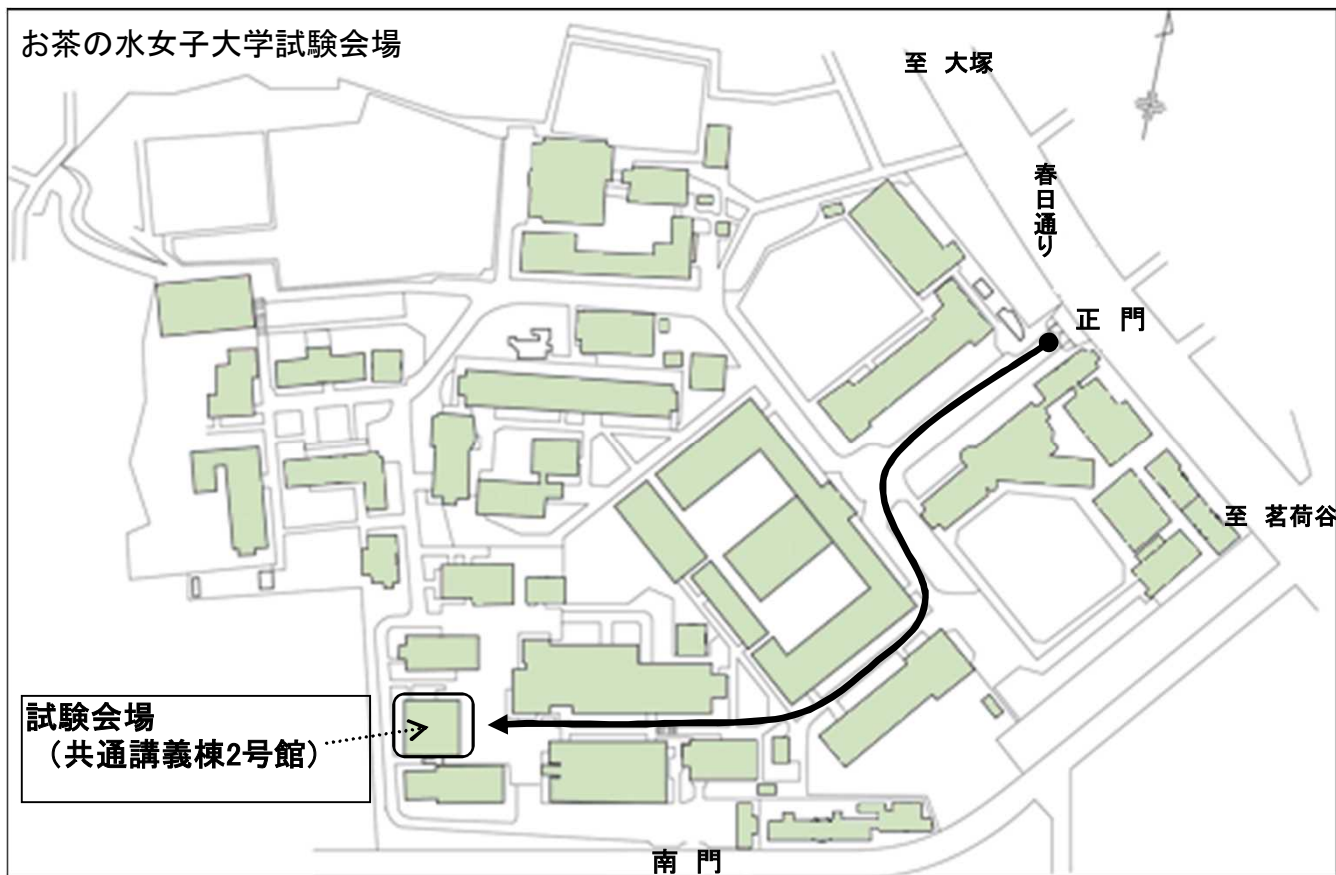 お茶の水女子大学試験会場
至 大塚
春日通り
正 門
至 茗荷谷
試験会場
（共通講義棟2号館）
南 門